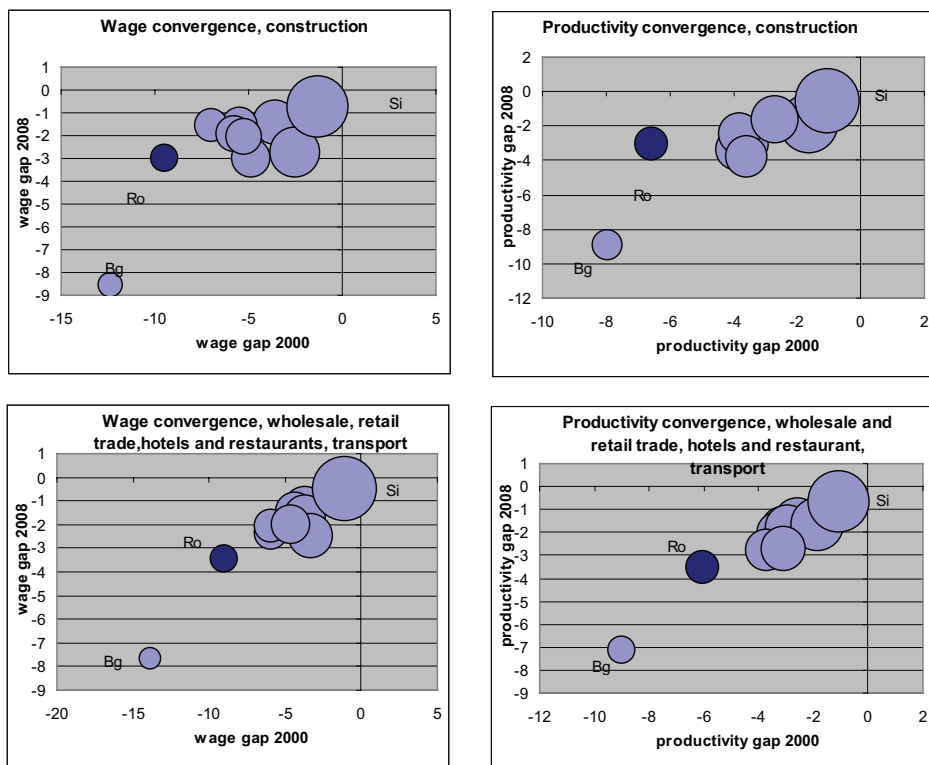 Wage convergence, construction
1
0
-1
-2
-3
-4
-5
-6
-7
-8
-9
-15
-10
-5
0
5
wage gap 2000
wage gap 2008
Si
Ro
Bg
Productivity convergence, construction
2
0
-2
-4
-6
-8
-10
-12
-10
-8
-6
-4
-2
0
2
productivity gap 2000
productivity gap 2008
Si
Ro
Bg
Wage convergence, wholesale, retail
trade,hotels and restaurants, transport
1
0
-1
-2
-3
-4
-5
-6
-7
-8
-9
-20
-15
-10
-5
0
5
wage gap 2000
wage gap 2008
Si
Ro
Bg
Productivity convergence, wholesale and
retail trade, hotels and restaurant,
transport
1
0
-1
-2
-3
-4
-5
-6
-7
-8
-9
-12
-10
-8
-6
-4
-2
0
2
productivity gap 2000
productivity gap 2008
Si
Ro
Bg